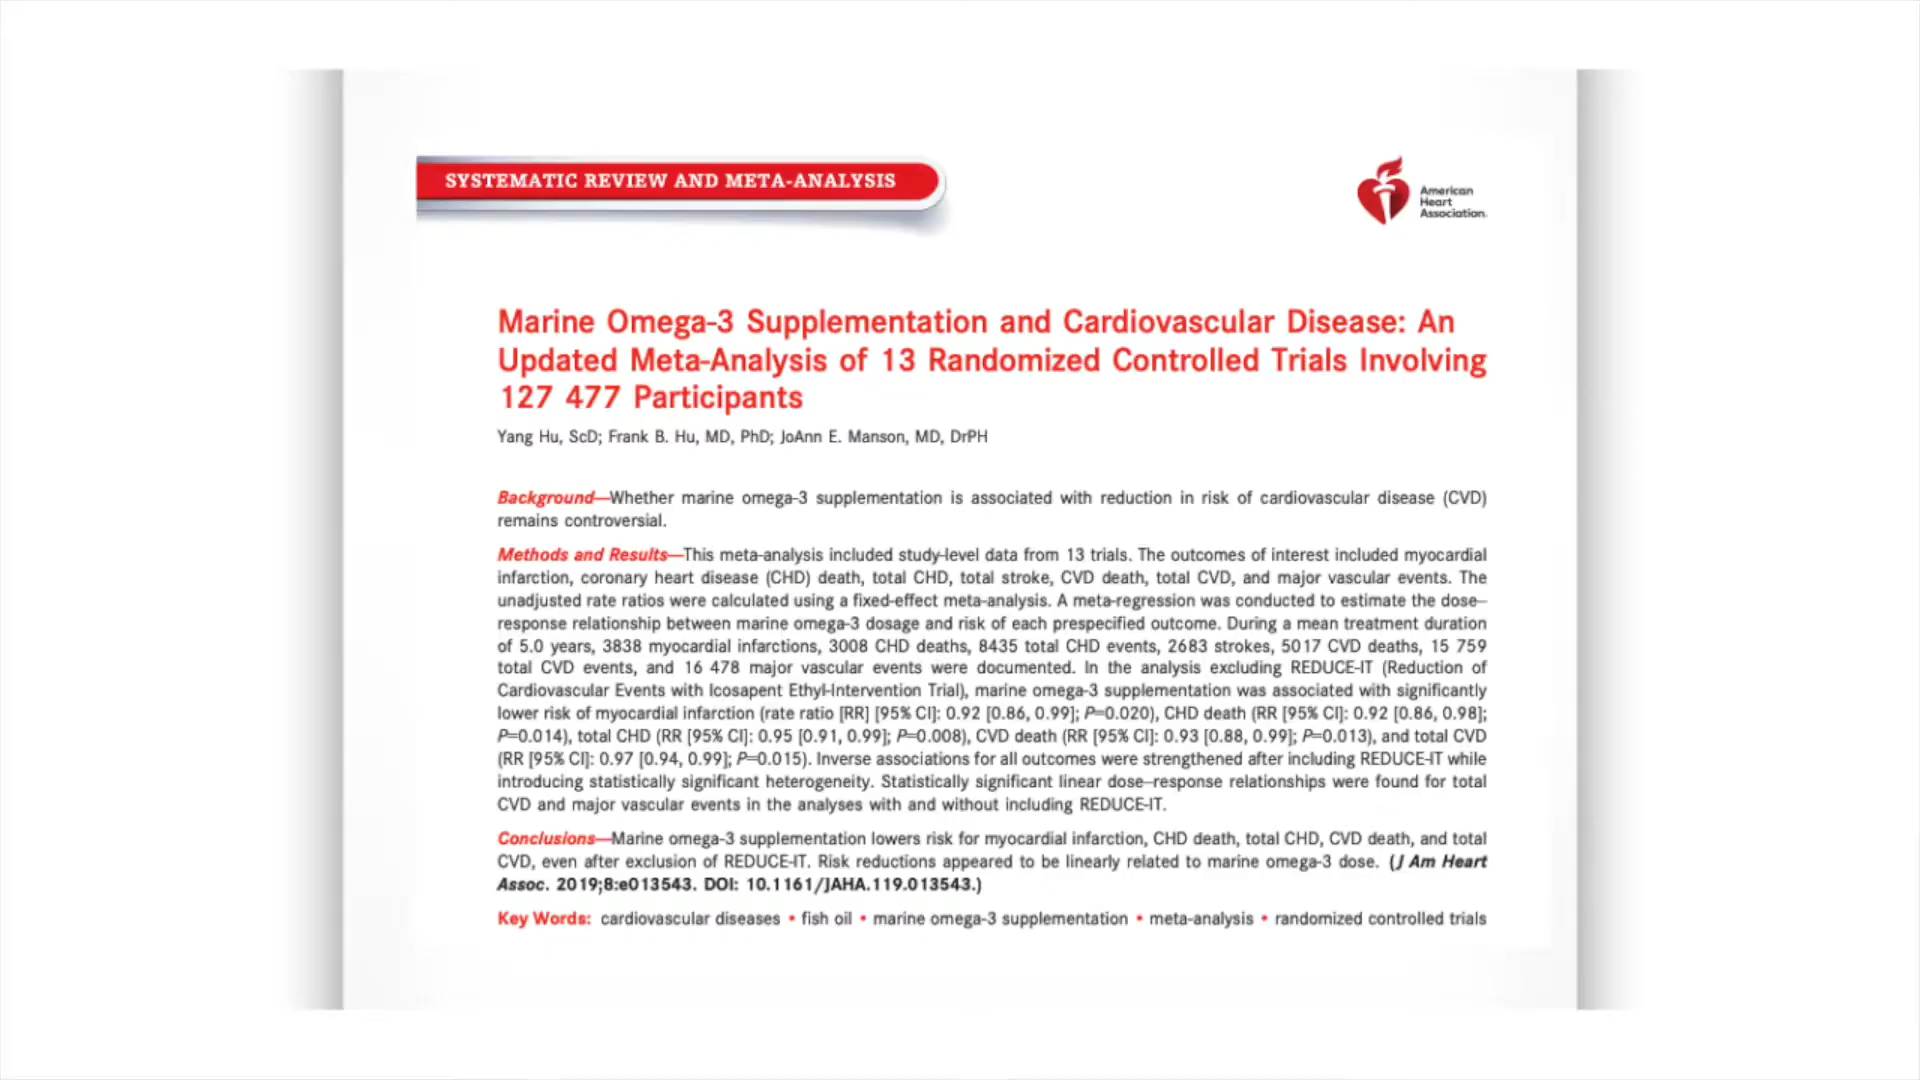 SYSTEMATIC REVIEW AND META-ANALYSIS
American
Heart
Association.
Marine Omega-3 Supplementation and Cardiovascular Disease: An
Updated Meta-Analysis of 13 Randomized Controlled Trials Involving
127 477 Participants
Yang Hu, ScD; Frank B. Hu, MD, PhD; JoAnn E. Manson, MD, DrPH
Background—Whether marine omega-3 supplementation is associated with reduction in risk of cardiovascular disease (CVD)
remains controversial.
Methods and Results—This meta-analysis included study-level data from 13 trials. The outcomes of interest included myocardial
infarction, coronary heart disease (CHD) death, total CHD, total stroke, CVD death, total CVD, and major vascular events. The
unadjusted rate ratios were calculated using a fixed-effect meta-analysis. A meta-regression was conducted to estimate the dose–
response relationship between marine omega-3 dosage and risk of each prespecified outcome. During a mean treatment duration
of 5.0 years, 3838 myocardial infarctions, 3008 CHD deaths, 8435 total CHD events, 2683 strokes, 5017 CVD deaths, 15 759
total CVD events, and 16 478 major vascular events were documented. In the analysis excluding REDUCE-IT (Reduction of
Cardiovascular Events with Icosapent Ethyl-Intervention Trial), marine omega-3 supplementation was associated with significantly
lower risk of myocardial infarction (rate ratio [RR] [95% CI]: 0.92 [0.86, 0.99]; P=0.020), CHD death (RR [95% CI]: 0.92 [0.86, 0.98];
P=0.014), total CHD (RR [95% CI]: 0.95 [0.91, 0.99]; P=0.008), CVD death (RR [95% CI]: 0.93 [0.88, 0.99]; P=0.013), and total CVD
(RR [95% CI]: 0.97 [0.94, 0.99]; P=0.015). Inverse associations for all outcomes were strengthened after including REDUCE-IT while
introducing statistically significant heterogeneity. Statistically significant linear dose–response relationships were found for total
CVD and major vascular events in the analyses with and without including REDUCE-IT.
Conclusions—Marine omega-3 supplementation lowers risk for myocardial infarction, CHD death, total CHD, CVD death, and total
CVD, even after exclusion of REDUCE-IT. Risk reductions appeared to be linearly related to marine omega-3 dose. (J Am Heart
Assoc. 2019;8:e013543. DOI: 10.1161/JAHA.119.013543.)
Key Words: cardiovascular diseases • fish oil • marine omega-3 supplementation • meta-analysis • randomized controlled trials